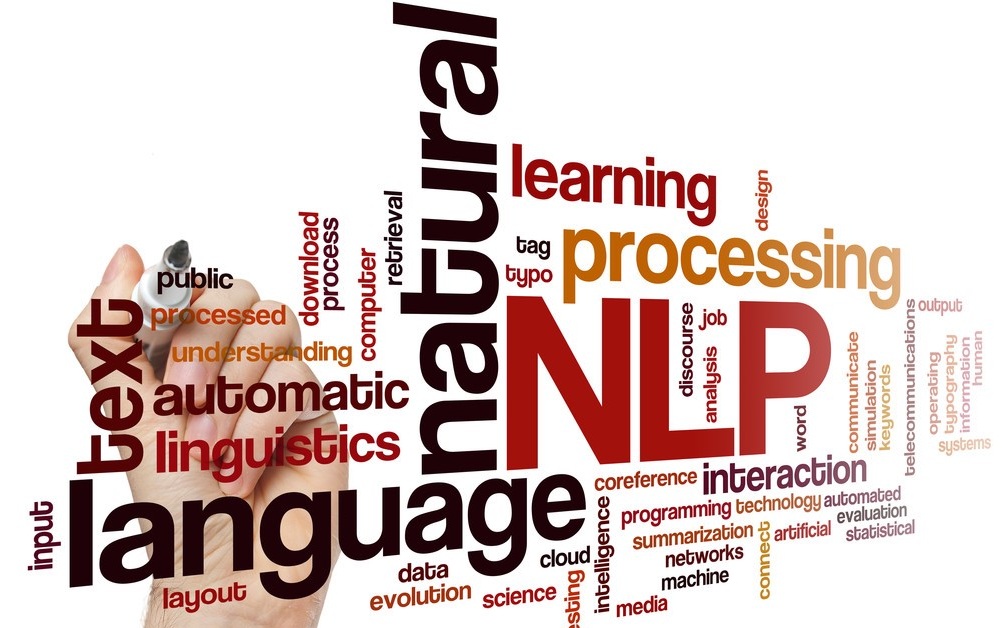 natural
learning
design
tag
processing
typo
NLP
public
processed
understanding
text
automatic
linguistics
language
download
process
computer
retrieval
discourse
job
analysis
word
communicate
simulation
keywords
telecommunications
output
operating
typography
information
human
systems
coreference
interaction
programming
technology
automated
summarization
artificial
evaluation
statistical
networks
machine
connect
intelligence
cloud
data
evolution
science
esting
media
input
layout